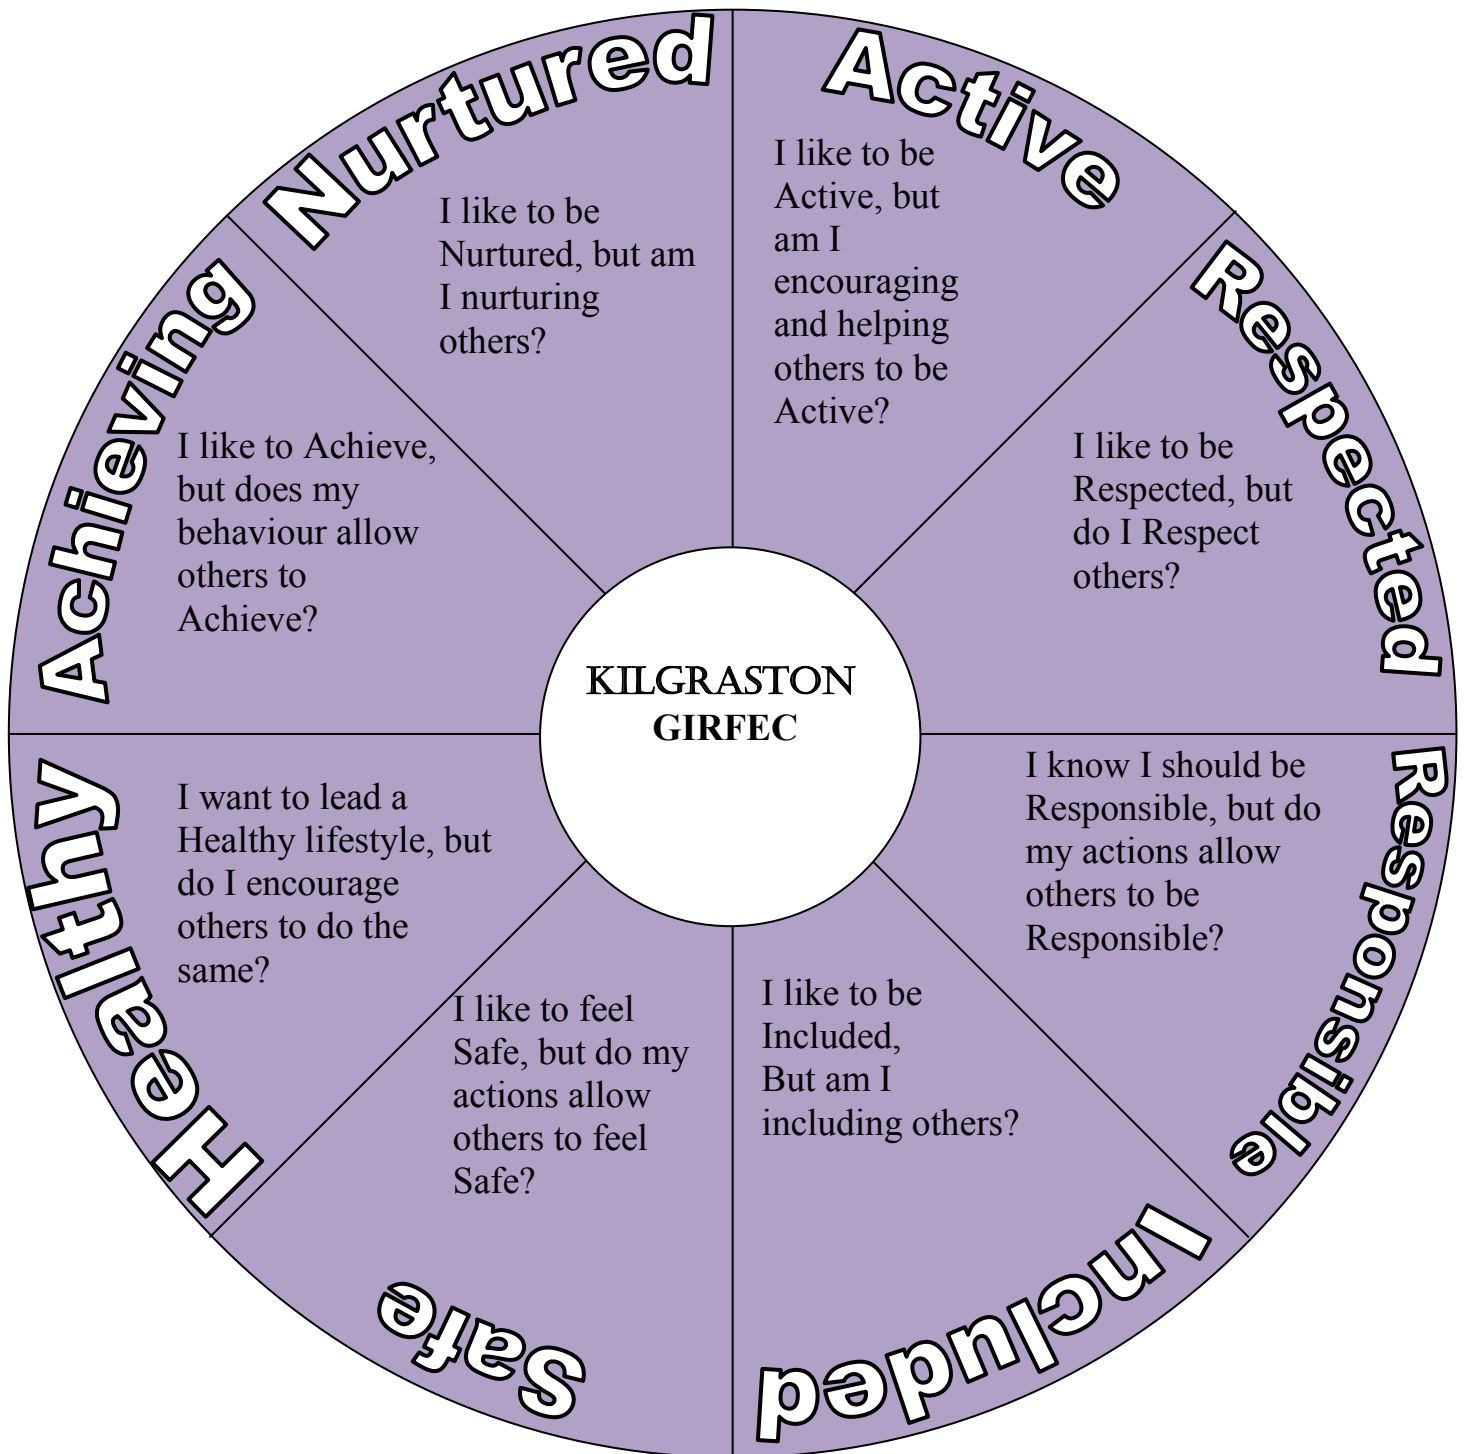 Nurtured
I like to be
Nurtured, but am
I nurturing
others?
Active
I like to be
Active, but
am I
encouraging
and helping
others to be
Active?
Respected
I like to be
Respected, but
do I Respect
others?
Responsible
I know I should be
Responsible, but do
my actions allow
others to be
Responsible?
Included
I like to be
Included,
But am I
including others?
Safe
I like to feel
Safe, but do my
actions allow
others to feel
Safe?
Healthy
I want to lead a
Healthy lifestyle, but
do I encourage
others to do the
same?
Achieving
I like to Achieve,
but does my
behaviour allow
others to
Achieve?
KILGRASTON
GIRFEC